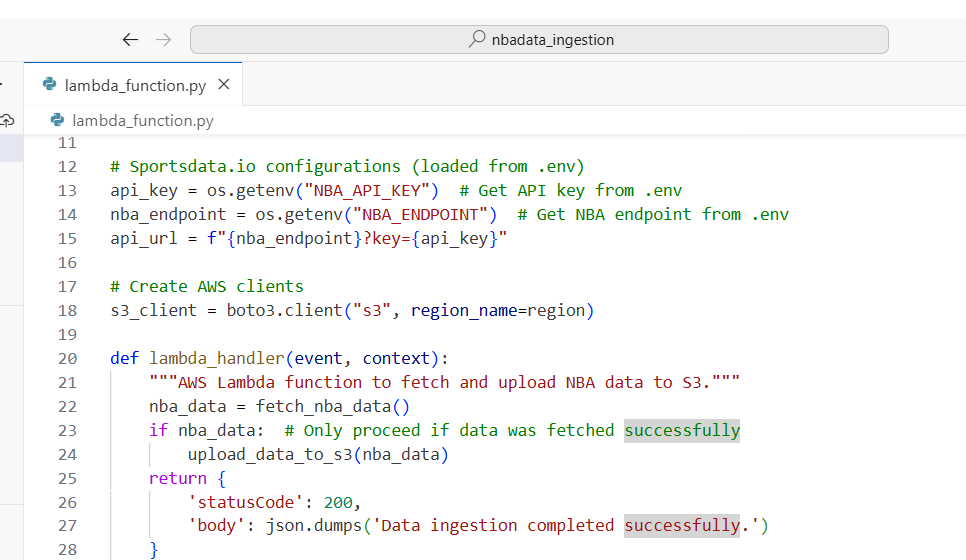 nbadata_ingestion
lambda_function.py
lambda_function.py
11
12 # Sportsdata.io configurations (loaded from .env)
13 api_key = os.getenv("NBA_API_KEY")  # Get API key from .env
14 nba_endpoint = os.getenv("NBA_ENDPOINT")  # Get NBA endpoint from .env
15 api_url = f"{nba_endpoint}?key={api_key}"
16
17 # Create AWS clients
18 s3_client = boto3.client("s3", region_name=region)
19
20 def lambda_handler(event, context):
21     """AWS Lambda function to fetch and upload NBA data to S3."""
22     nba_data = fetch_nba_data()
23     if nba_data:  # Only proceed if data was fetched successfully
24         upload_data_to_s3(nba_data)
25     return {
26         'statusCode': 200,
27         'body': json.dumps('Data ingestion completed successfully.')
28     }